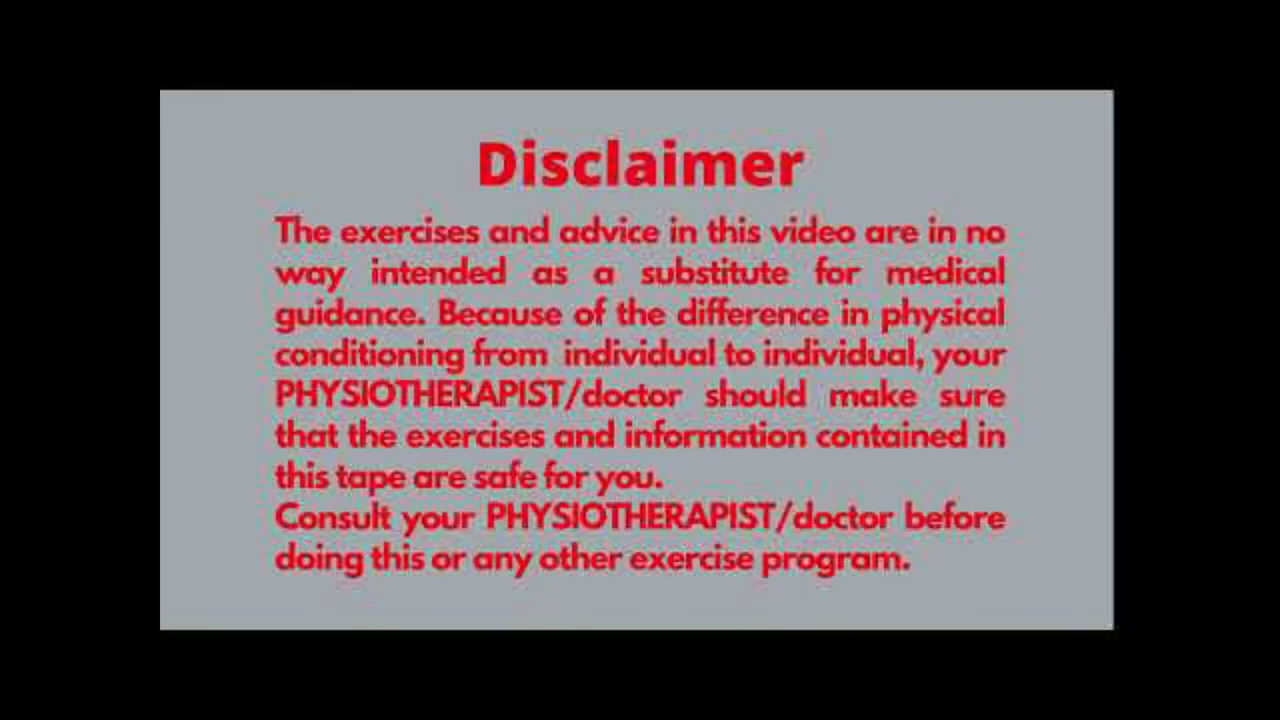 Disclaimer
The exercises and advice in this video are in no
way intended as a substitute for medical
guidance. Because of the difference in physical
conditioning from individual to individual, your
PHYSIOTHERAPIST/doctor should make sure
that the exercises and information contained in
this tape are safe for you.
Consult your PHYSIOTHERAPIST/doctor before
doing this or any other exercise program.